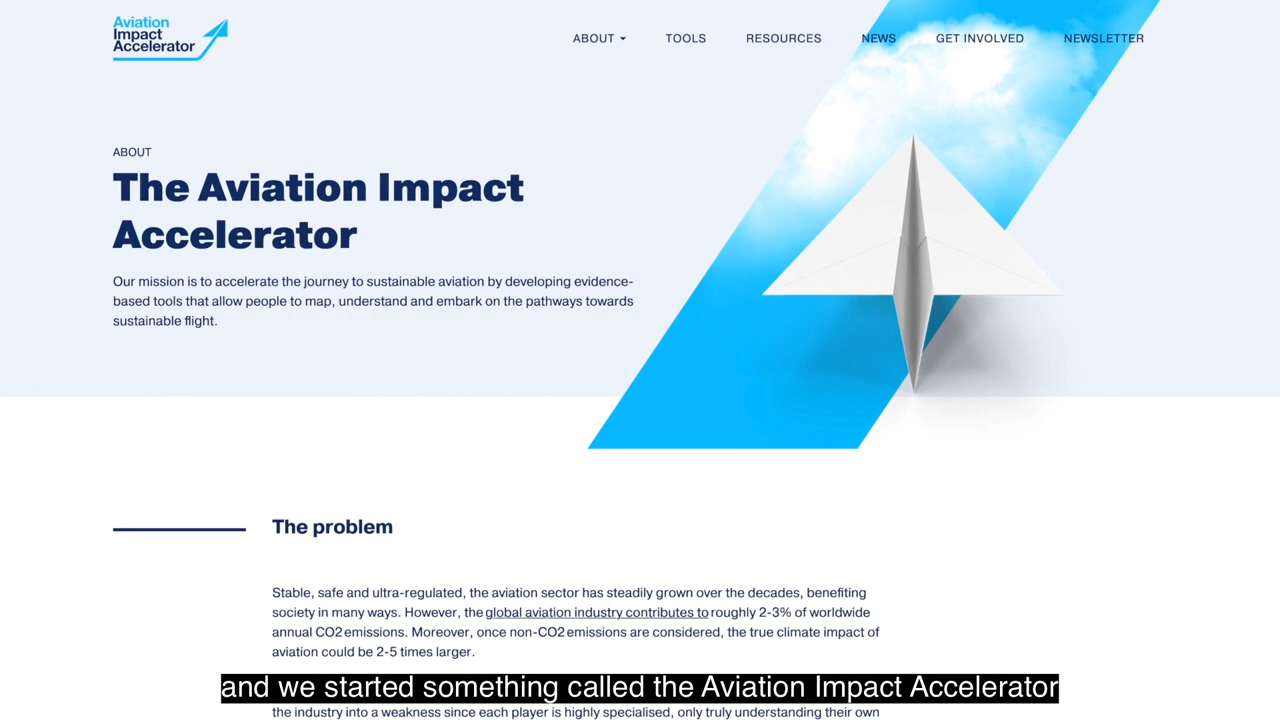 Aviation
Impact
Accelerator
ABOUT
TOOLS
RESOURCES
NEWS
GET INVOLVED
NEWSLETTER
ABOUT
The Aviation Impact
Accelerator
Our mission is to accelerate the journey to sustainable aviation by developing evidence-
based tools that allow people to map, understand and embark on the pathways towards
sustainable flight.
The problem
Stable, safe and ultra-regulated, the aviation sector has steadily grown over the decades, benefiting
society in many ways. However, the global aviation industry contributes to roughly 2-3% of worldwide
annual CO2 emissions. Moreover, once non-CO2 emissions are considered, the true climate impact of
aviation could be 2-5 times larger.
and we started something called the Aviation Impact Accelerator
the industry into a weakness since each player is highly specialised, only truly understanding their own